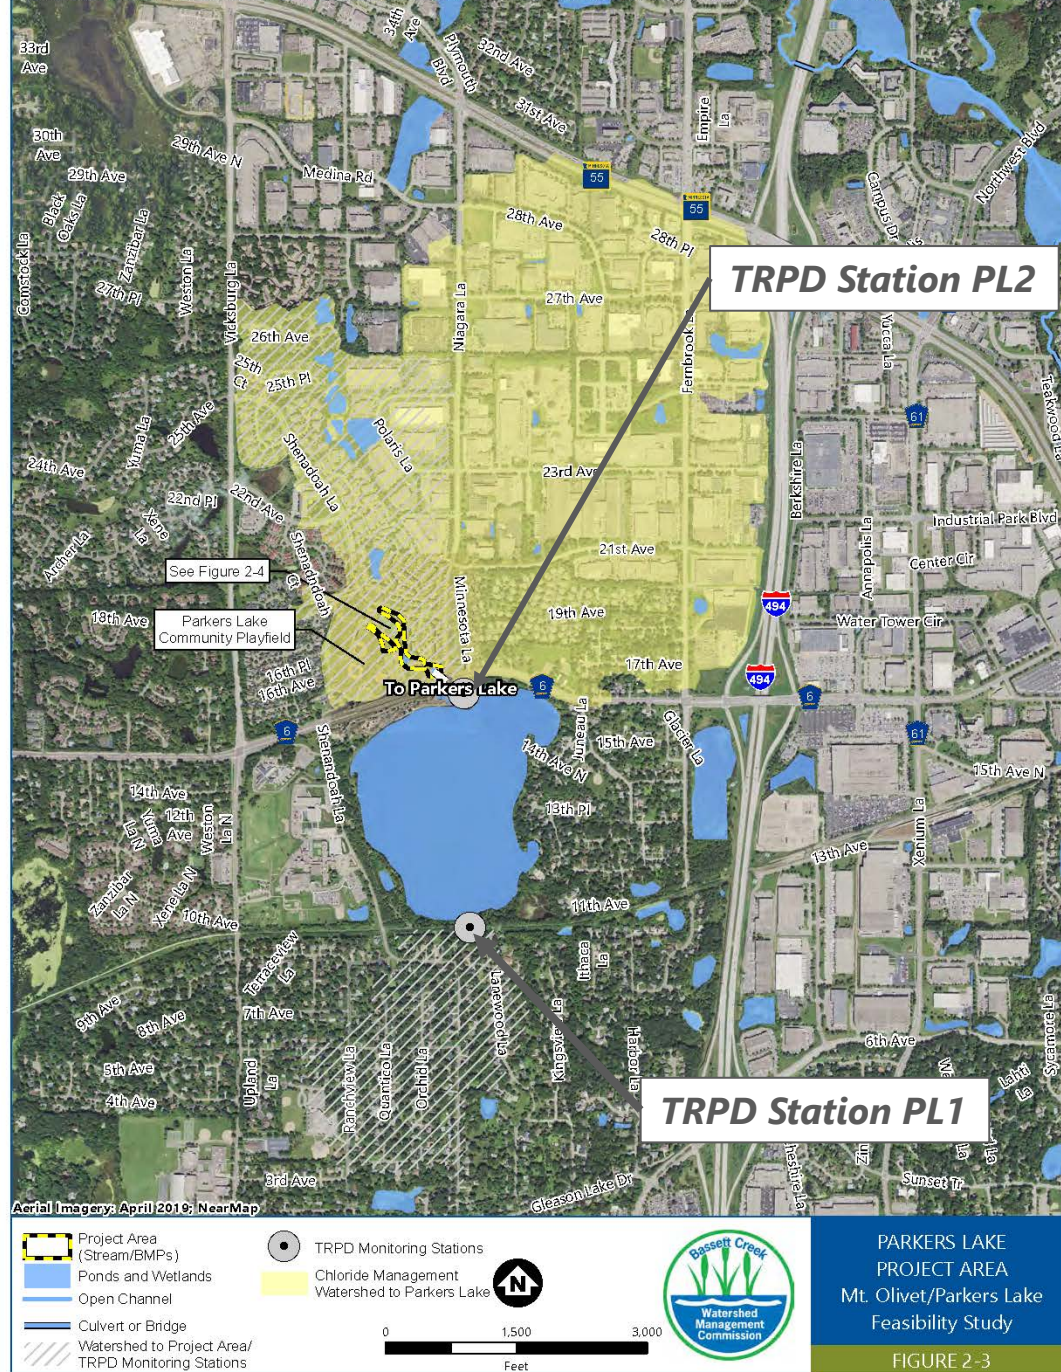 33rd
Ave
34th
Ave
Plymouth
Blvd
32nd Ave
31st Ave
Empire
La
30th
Ave
29th Ave N
Medina Rd
29th Ave
Black
Oaks La
Zanzibar La
27th Pl
Comstock La
Weston La
Vicksburg La
Northwest Blvd
Campus Dr
55
55
28th Ave
28th Pl
TRPD Station PL2
27th Ave
Niagara La
Fernbrook
Yucca La
26th Ave
25th
Ct
25th Pl
Teakwood La
61
25th Ave
Yuma La
Polaris La
24th Ave
Shenadoah La
23rd Ave
Berkshire La
22nd Pl
22nd Ave
Xene
La
Archer La
Industrial Park Blvd
Annapolis La
Center Cir
21st Ave
See Figure 2-4
Shenadndoah
Ct
Minnesota La
494
18th Ave
Parkers Lake
Community Playfield
19th Ave
Water Tower Cir
16th Pl
16th Ave
17th Ave
494
To Parkers Lake
6
6
6
61
Shenandoah La
Juneau La
15th Ave
Glacier La
14th Ave N
15th Ave N
14th Ave
12th
Ave
Yuma
La N
Weston
La N
13th Pl
13th Ave
Xenium La
Zanzibar
La N
Xene La N
10th Ave
11th Ave
Terraceview
La
Ithaca
La
9th Ave
8th Ave
7th Ave
Lanewood La
Kingsview La
Harbor La
6th Ave
Sycamore La
5th Ave
4th Ave
Upland
La
Ranchview La
Quantico La
Orchid La
Lahti
La
TRPD Station PL1
3rd Ave
Gleason Lake Dr
heshire La
Zin
La
Sunset Tr
Aerial Imagery: April 2019; NearMap
Project Area
(Stream/BMPs)
Ponds and Wetlands
Open Channel
Culvert or Bridge
Watershed to Project Area/
TRPD Monitoring Stations
TRPD Monitoring Stations
Chloride Management
Watershed to Parkers Lake
N
0 1,500 3,000
Feet
Bassett Creek
Watershed
Management
Commission
PARKERS LAKE
PROJECT AREA
Mt. Olivet/Parkers Lake
Feasibility Study
FIGURE 2-3